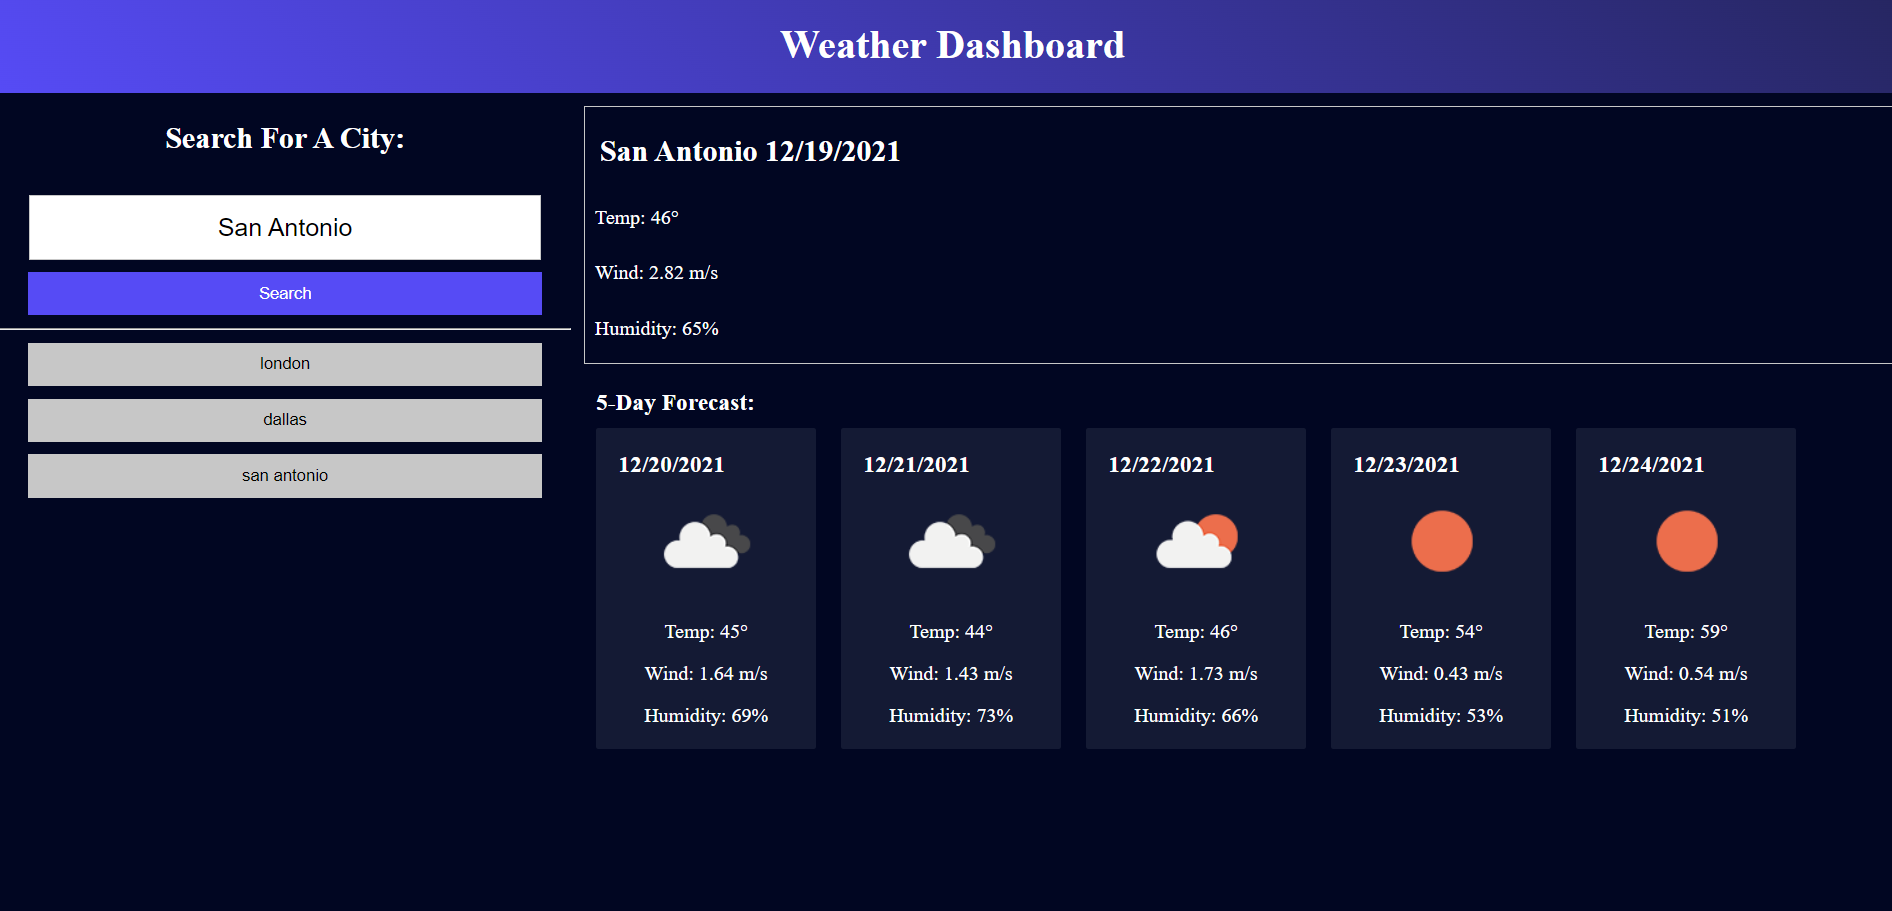 Weather Dashboard
Search For A City:
San Antonio
Search
london
dallas
san antonio
San Antonio 12/19/2021
Temp: 46°
Wind: 2.82 m/s
Humidity: 65%
5-Day Forecast:
12/20/2021
Temp: 45°
Wind: 1.64 m/s
Humidity: 69%
12/21/2021
Temp: 44°
Wind: 1.43 m/s
Humidity: 73%
12/22/2021
Temp: 46°
Wind: 1.73 m/s
Humidity: 66%
12/23/2021
Temp: 54°
Wind: 0.43 m/s
Humidity: 53%
12/24/2021
Temp: 59°
Wind: 0.54 m/s
Humidity: 51%